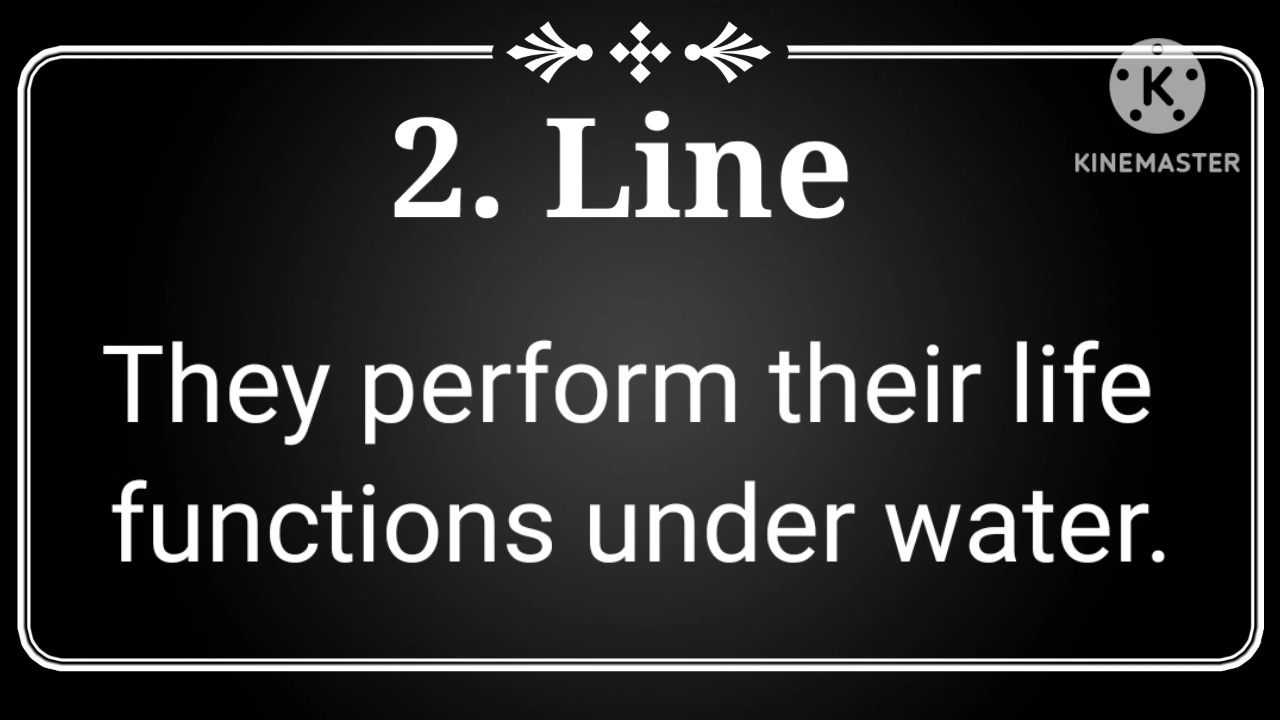 K
KINEMASTER
2. Line
They perform their life
functions under water.